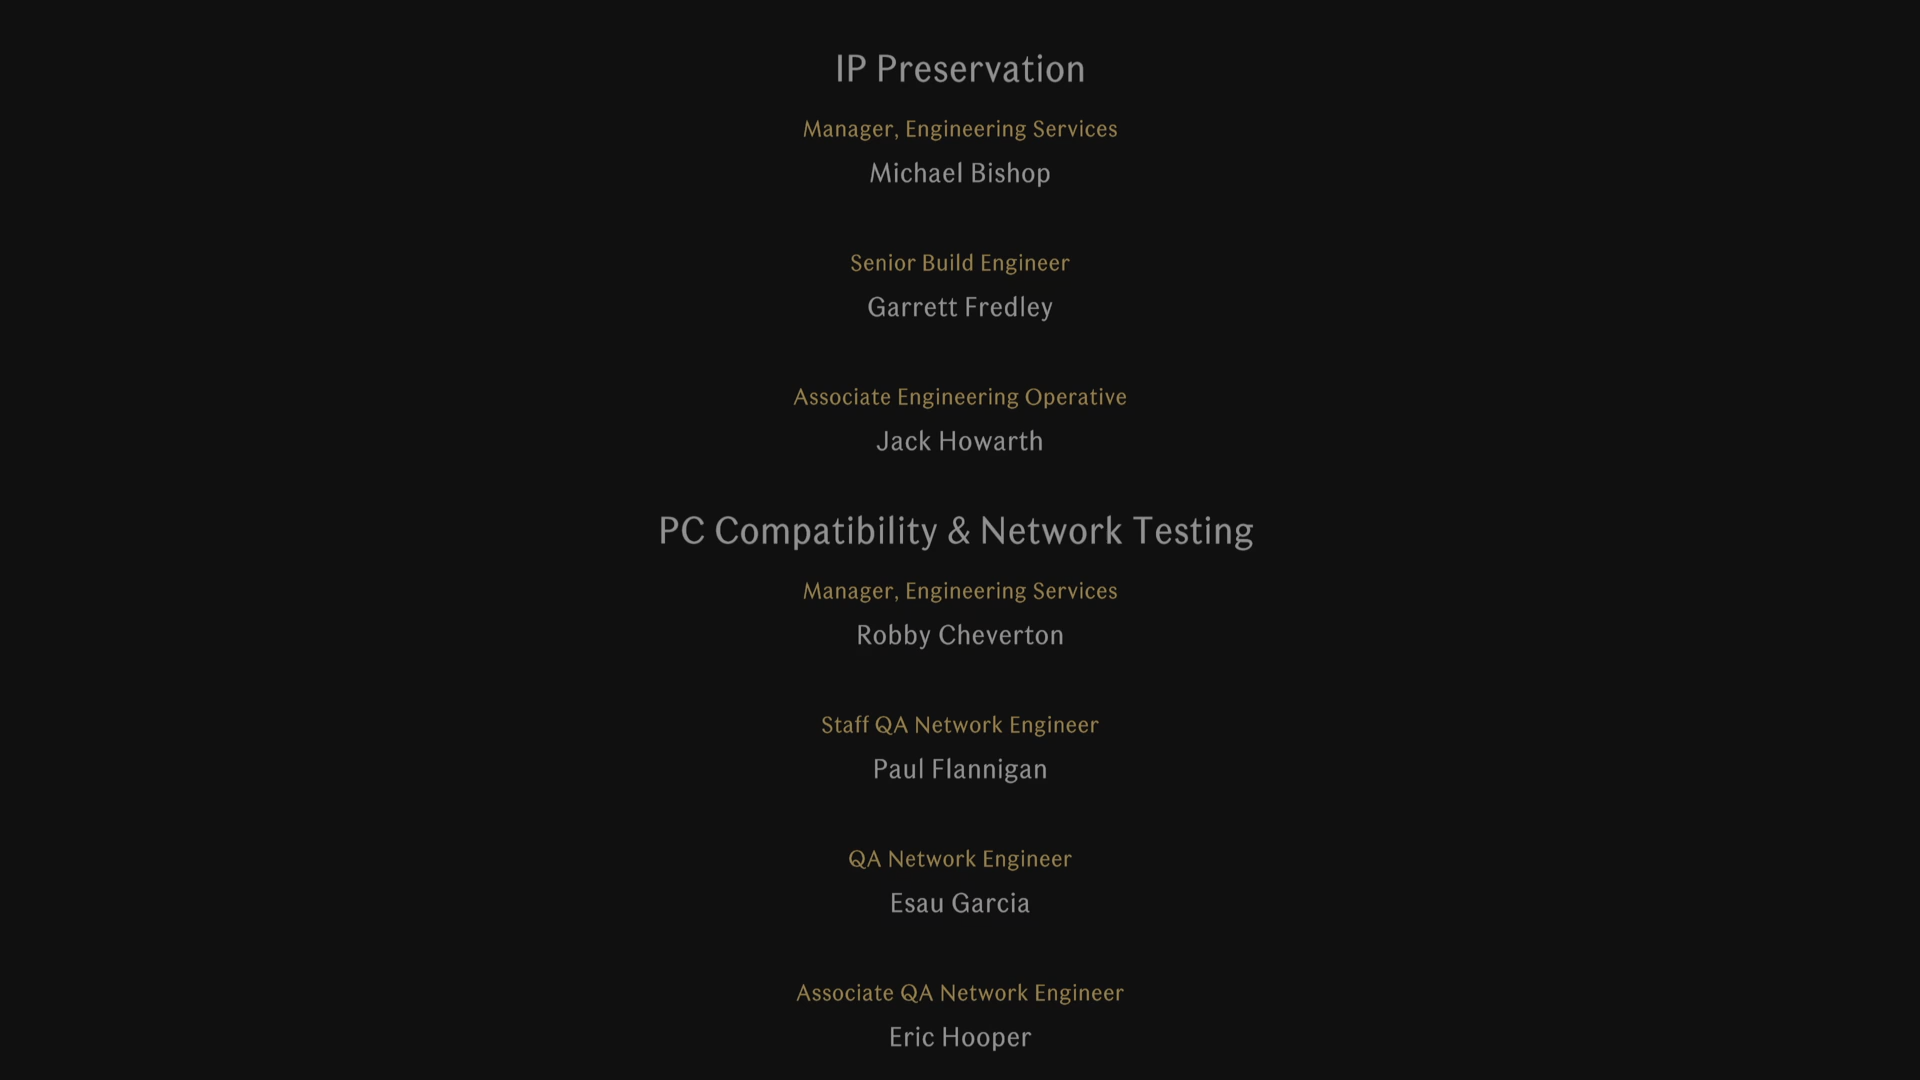 IP Preservation
Manager, Engineering Services
Michael Bishop
Senior Build Engineer
Garrett Fredley
Associate Engineering Operative
Jack Howarth
PC Compatibility & Network Testing
Manager, Engineering Services
Robby Cheverton
Staff QA Network Engineer
Paul Flannigan
QA Network Engineer
Esau Garcia
Associate QA Network Engineer
Eric Hooper